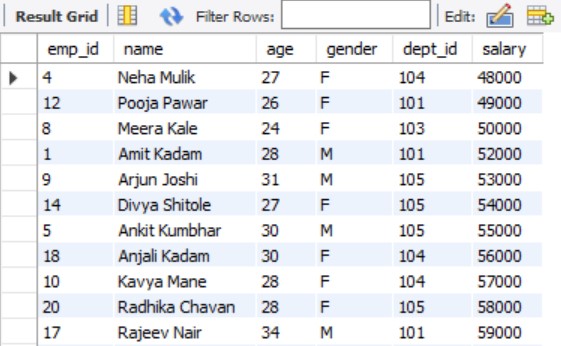 Result Grid Filter Rows: Edit:
emp_id name age gender dept_id salary
4 Neha Mulik 27 F 104 48000
12 Pooja Pawar 26 F 101 49000
8 Meera Kale 24 F 103 50000
1 Amit Kadam 28 M 101 52000
9 Arjun Joshi 31 M 105 53000
14 Divya Shitole 27 F 105 54000
5 Ankit Kumbhar 30 M 105 55000
18 Anjali Kadam 30 F 104 56000
10 Kavya Mane 28 F 104 57000
20 Radhika Chavan 28 F 105 58000
17 Rajeev Nair 34 M 101 59000